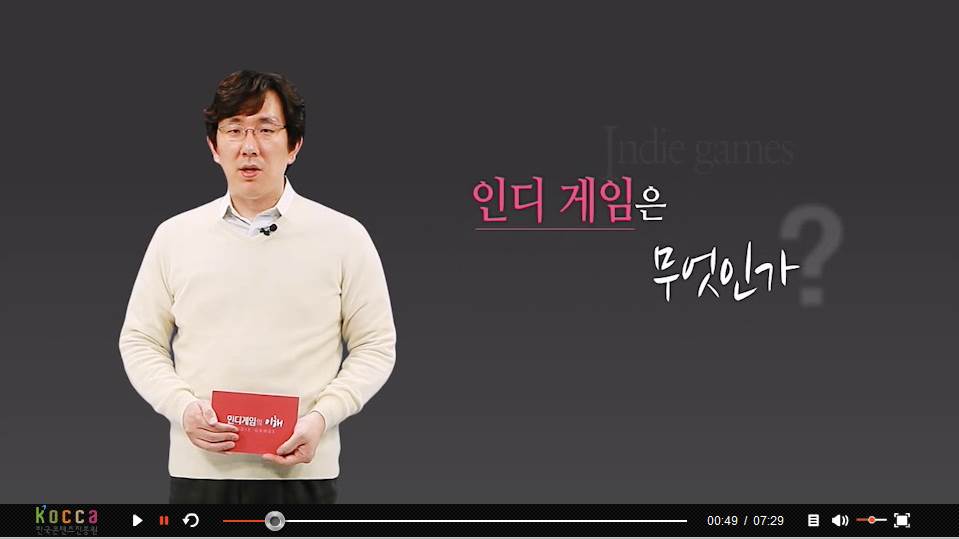 Indie games
인디 게임은
무엇인가?
인디게임의 이해
INDIE GAMES
Kocca
한국콘텐츠진흥원
00:49 / 07:29